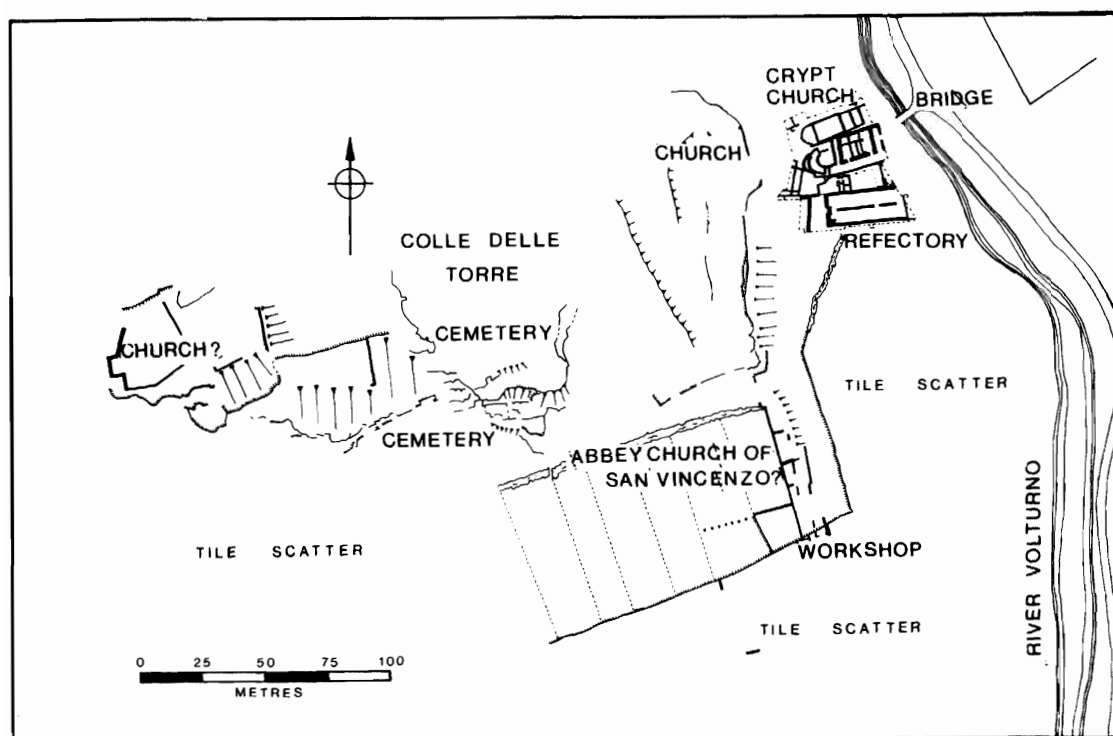 CRYPT
CHURCH
BRIDGE
CHURCH
REFECTORY
COLLE DELLE
TORRE
CEMETERY
CHURCH?
CEMETERY
TILE SCATTER
ABBEY CHURCH OF
SAN VINCENZO?
TILE SCATTER
WORKSHOP
TILE SCATTER
RIVER VOLTURNO
0 25 50 75 100
METRES